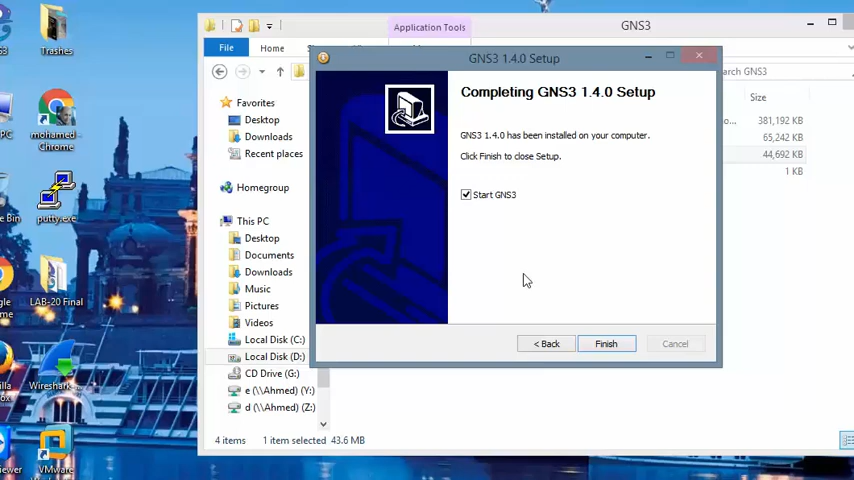 Trashes
mohamed -
Chrome
putty.exe
LAB-20 Final
Wireshark...
VMware
Application Tools
GNS3
File
Home
GNS3
Size
381,192 KB
65,242 KB
44,692 KB
1 KB
Favorites
Desktop
Downloads
Recent places
Homegroup
This PC
Desktop
Documents
Downloads
Music
Pictures
Videos
Local Disk (C:)
Local Disk (D:)
CD Drive (G:)
e (\\Ahmed) (Y:)
d (\\Ahmed) (Z:)
4 items
1 item selected 43.6 MB
GNS3 1.4.0 Setup
Completing GNS3 1.4.0 Setup
GNS3 1.4.0 has been installed on your computer.
Click Finish to close Setup.
Start GNS3
< Back
Finish
Cancel